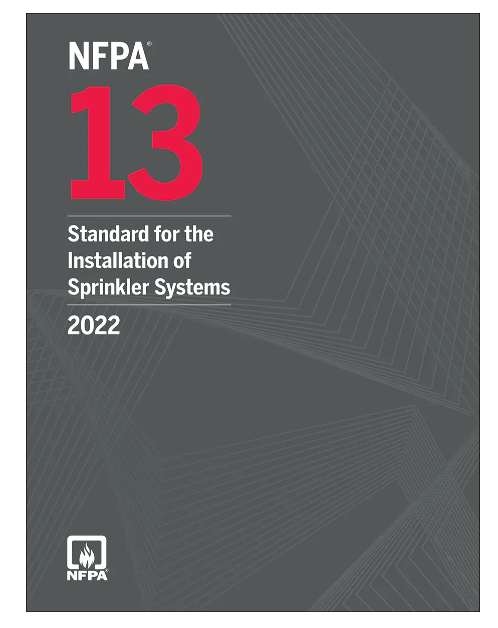 NFPA®
13
Standard for the
Installation of
Sprinkler Systems
2022
NFPA